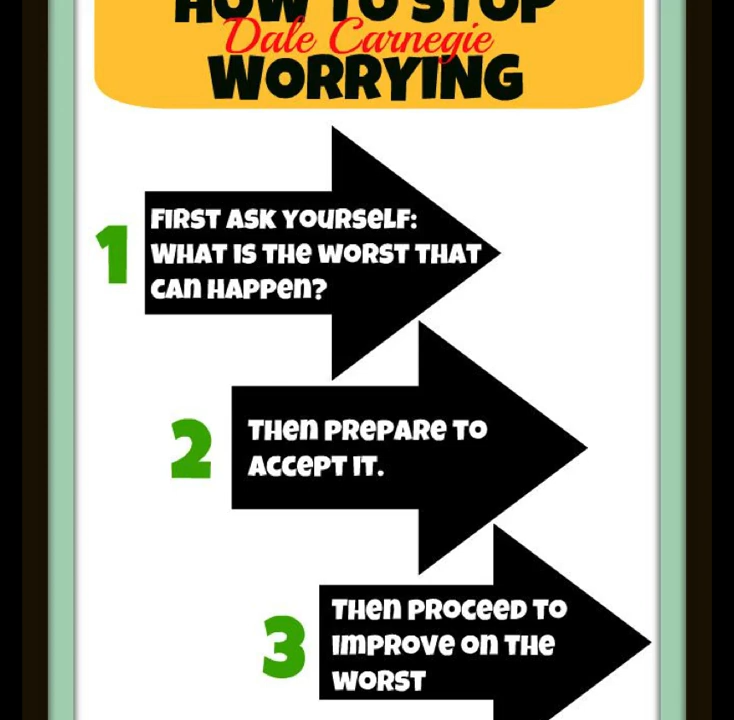 HOW TO STOP
Dale Carnegie
WORRYING
1
FIRST ASK YOURSELF:
WHAT IS THE WORST THAT
CAN HAPPEN?
2
THEN PREPARE TO
ACCEPT IT.
3
THEN PROCEED TO
IMPROVE ON THE
WORST